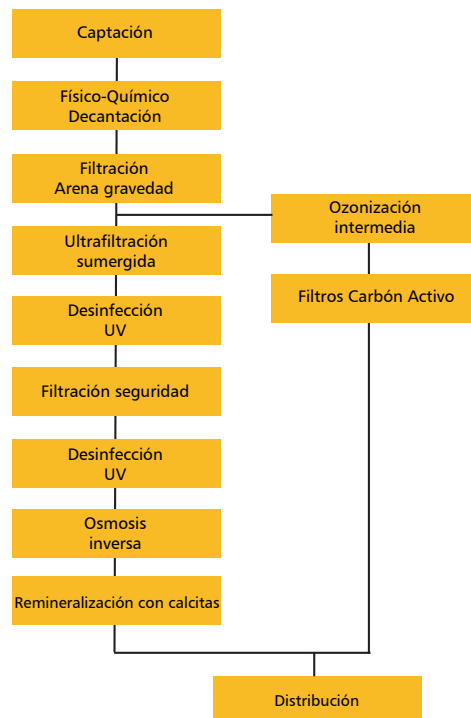 Captación
Físico-Químico
Decantación
Filtración
Arena gravedad
Ozonización
intermedia
Ultrafiltración
sumergida
Filtros Carbón Activo
Desinfección
UV
Filtración seguridad
Desinfección
UV
Osmosis
inversa
Remineralización con calcitas
Distribución